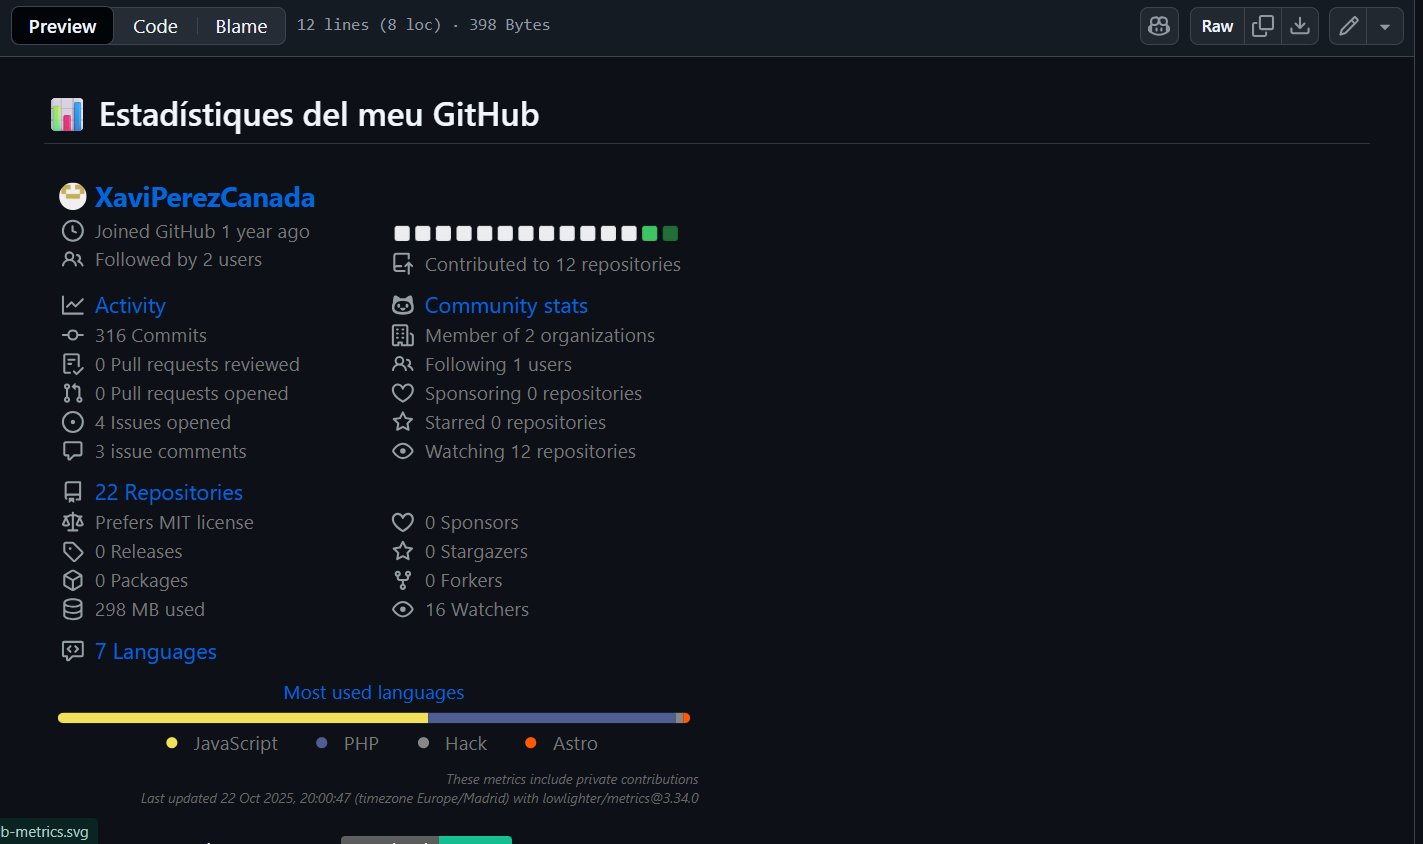 Preview Code Blame 12 lines (8 loc) · 398 Bytes Raw
Estadístiques del meu GitHub
XaviPerezCanada
Joined GitHub 1 year ago
Followed by 2 users
Contributed to 12 repositories
Activity
316 Commits
0 Pull requests reviewed
0 Pull requests opened
4 Issues opened
3 issue comments
Community stats
Member of 2 organizations
Following 1 users
Sponsoring 0 repositories
Starred 0 repositories
Watching 12 repositories
22 Repositories
Prefers MIT license
0 Releases
0 Packages
298 MB used
0 Sponsors
0 Stargazers
0 Forkers
16 Watchers
7 Languages
Most used languages
JavaScript PHP Hack Astro
These metrics include private contributions
Last updated 22 Oct 2025, 20:00:47 (timezone Europe/Madrid) with lowlighter/metrics@3.34.0
b-metrics.svg